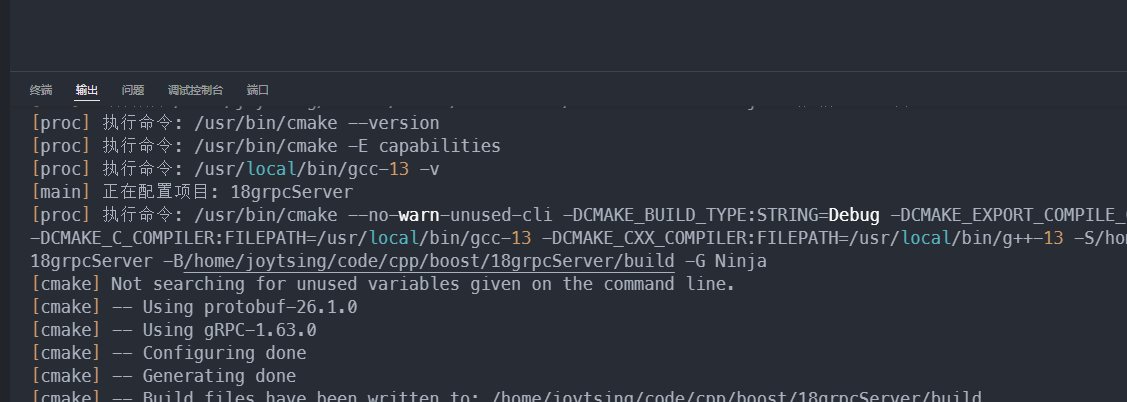 终端 输出 问题 调试控制台 端口
[proc] 执行命令: /usr/bin/cmake --version
[proc] 执行命令: /usr/bin/cmake -E capabilities
[proc] 执行命令: /usr/local/bin/gcc-13 -v
[main] 正在配置项目: 18grpcServer
[proc] 执行命令: /usr/bin/cmake --no-warn-unused-cli -DCMAKE_BUILD_TYPE:STRING=Debug -DCMAKE_EXPORT_COMPILE_
-DCMAKE_C_COMPILER:FILEPATH=/usr/local/bin/gcc-13 -DCMAKE_CXX_COMPILER:FILEPATH=/usr/local/bin/g++-13 -S/ho
18grpcServer -B/home/joytsing/code/cpp/boost/18grpcServer/build -G Ninja
[cmake] Not searching for unused variables given on the command line.
[cmake] -- Using protobuf-26.1.0
[cmake] -- Using gRPC-1.63.0
[cmake] -- Configuring done
[cmake] -- Generating done
[cmake] -- Build files have been written to: /home/joytsing/code/cpp/boost/18grpcServer/build